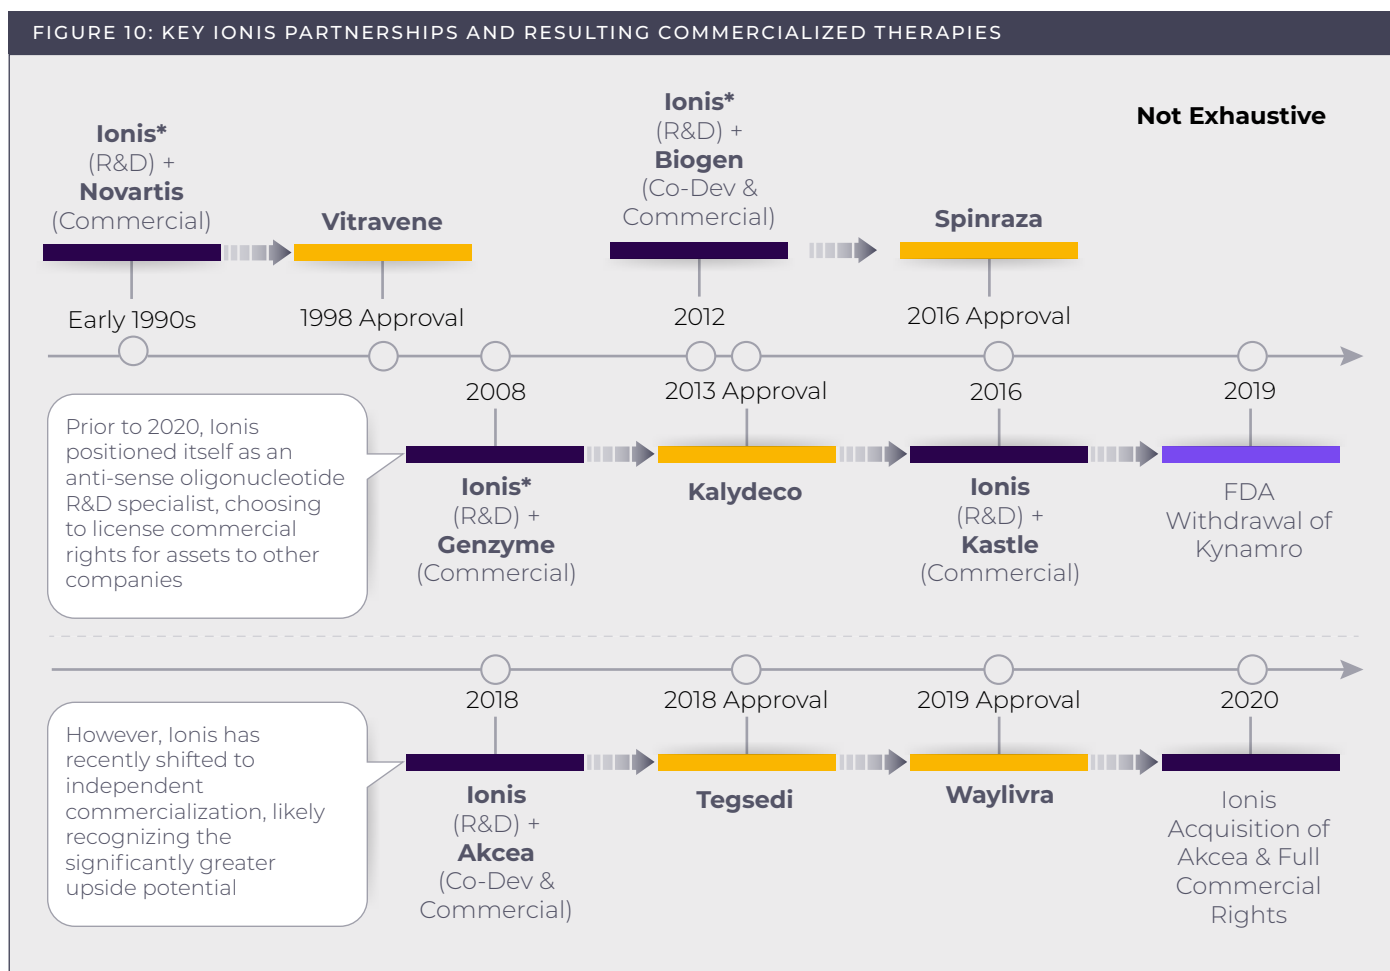 FIGURE 10: KEY IONIS PARTNERSHIPS AND RESULTING COMMERCIALIZED THERAPIES
Not Exhaustive
Ionis*
(R&D) +
Novartis
(Commercial)
Early 1990s
Vitravene
1998 Approval
Ionis*
(R&D) +
Biogen
(Co-Dev &
Commercial)
2012
Spinraza
2016 Approval
Prior to 2020, Ionis
positioned itself as an
anti-sense oligonucleotide
R&D specialist, choosing
to license commercial
rights for assets to other
companies
2008
Ionis*
(R&D) +
Genzyme
(Commercial)
2013 Approval
Kalydeco
2016
Ionis
(R&D) +
Kastle
(Commercial)
2019
FDA
Withdrawal of
Kynamro
However, Ionis has
recently shifted to
independent
commercialization, likely
recognizing the
significantly greater
upside potential
2018
Ionis
(R&D) +
Akcea
(Co-Dev &
Commercial)
2018 Approval
Tegsedi
2019 Approval
Waylivra
2020
Ionis
Acquisition of
Akcea & Full
Commercial
Rights